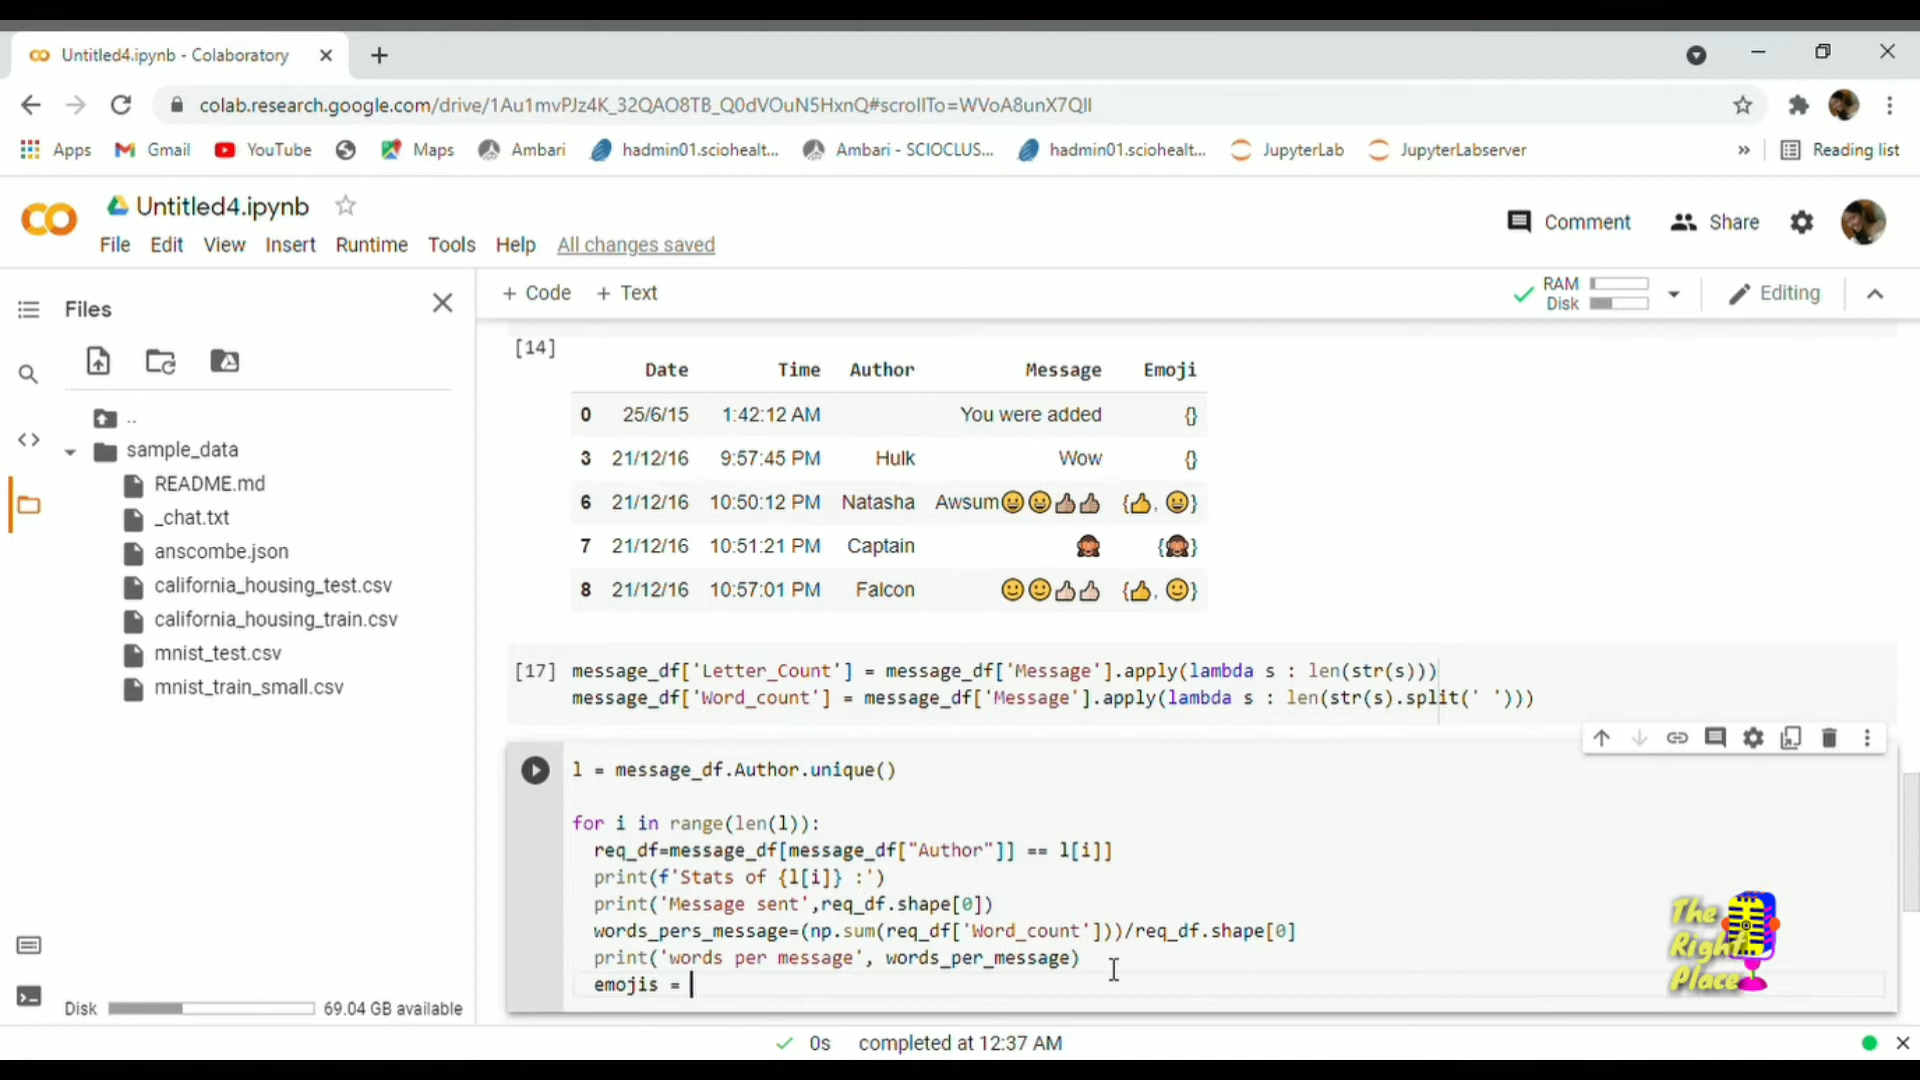 Untitled4.ipynb - Colaboratory
colab.research.google.com/drive/1Au1mvPJz4K_32QAO8TB_Q0dVOuN5HxnQ#scrollTo=WVoA8unX7QlI
Apps Gmail YouTube Maps Ambari hadmin01.sciohealt... Ambari - SCIOCLUS... hadmin01.sciohealt... JupyterLab JupyterLabserver » Reading list
CO Untitled4.ipynb
File Edit View Insert Runtime Tools Help All changes saved
Comment Share
Files
+ Code + Text
RAM
Disk
Editing
..
sample_data
README.md
_chat.txt
anscombe.json
california_housing_test.csv
california_housing_train.csv
mnist_test.csv
mnist_train_small.csv
Disk 69.04 GB available
[14]
Date Time Author Message Emoji
0 25/6/15 1:42:12 AM You were added {}
3 21/12/16 9:57:45 PM Hulk Wow {}
6 21/12/16 10:50:12 PM Natasha Awsum😀😀👍🏽👍🏽 {👍, 😀}
7 21/12/16 10:51:21 PM Captain 🙈 {🙈}
8 21/12/16 10:57:01 PM Falcon 🙂🙂👍🏻👍🏻 {👍, 🙂}
[17] message_df['Letter_Count'] = message_df['Message'].apply(lambda s : len(str(s)))
message_df['Word_count'] = message_df['Message'].apply(lambda s : len(str(s).split(' ')))
l = message_df.Author.unique()
for i in range(len(l)):
req_df=message_df[message_df["Author"]] == l[i]]
print(f'Stats of {l[i]} :')
print('Message sent',req_df.shape[0])
words_pers_message=(np.sum(req_df['Word_count']))/req_df.shape[0]
print('words per message', words_per_message)
emojis =
The
Right
Place
0s completed at 12:37 AM